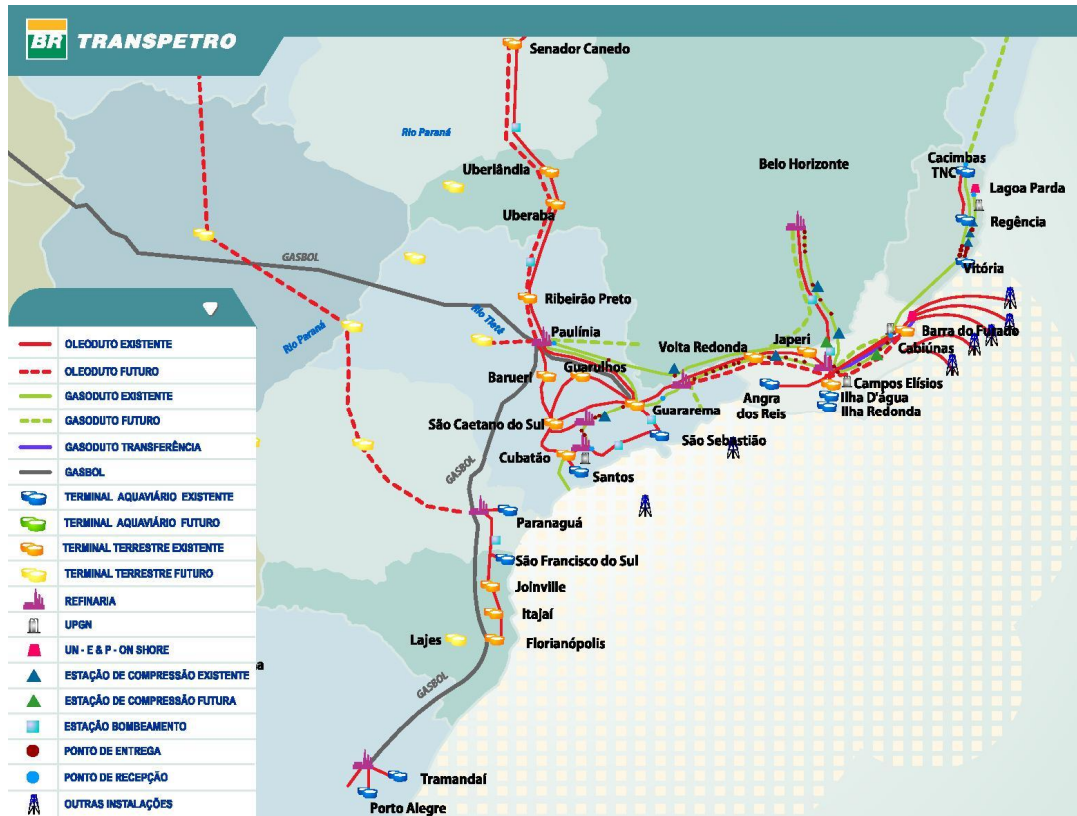 BR TRANSPETRO
Senador Canedo
Rio Paraná
Uberlândia
Belo Horizonte
Cacimbas
TNC
Lagoa Parda
Uberaba
Regência
GASBOL
Vitória
Ribeirão Preto
Rio Tietê
Rio Paraná
Paulínia
Volta Redonda
Japeri
Barra do Furado
Cabiúnas
Barueri
Guarulhos
Campos Elísios
Angra
dos Reis
Ilha D'água
Ilha Redonda
Guararema
São Caetano do Sul
São Sebastião
Cubatão
Santos
GASBOL
Paranaguá
São Francisco do Sul
Joinville
Itajaí
Lajes
Florianópolis
GASBOL
Tramandaí
Porto Alegre
OLEODUTO EXISTENTE
OLEODUTO FUTURO
GASODUTO EXISTENTE
GASODUTO FUTURO
GASODUTO TRANSFERÊNCIA
GASBOL
TERMINAL AQUAVIÁRIO EXISTENTE
TERMINAL AQUAVIÁRIO FUTURO
TERMINAL TERRESTRE EXISTENTE
TERMINAL TERRESTRE FUTURO
REFINARIA
UPGN
UN - E & P - ON SHORE
ESTAÇÃO DE COMPRESSÃO EXISTENTE
ESTAÇÃO DE COMPRESSÃO FUTURA
ESTAÇÃO BOMBEAMENTO
PONTO DE ENTREGA
PONTO DE RECEPÇÃO
OUTRAS INSTALAÇÕES